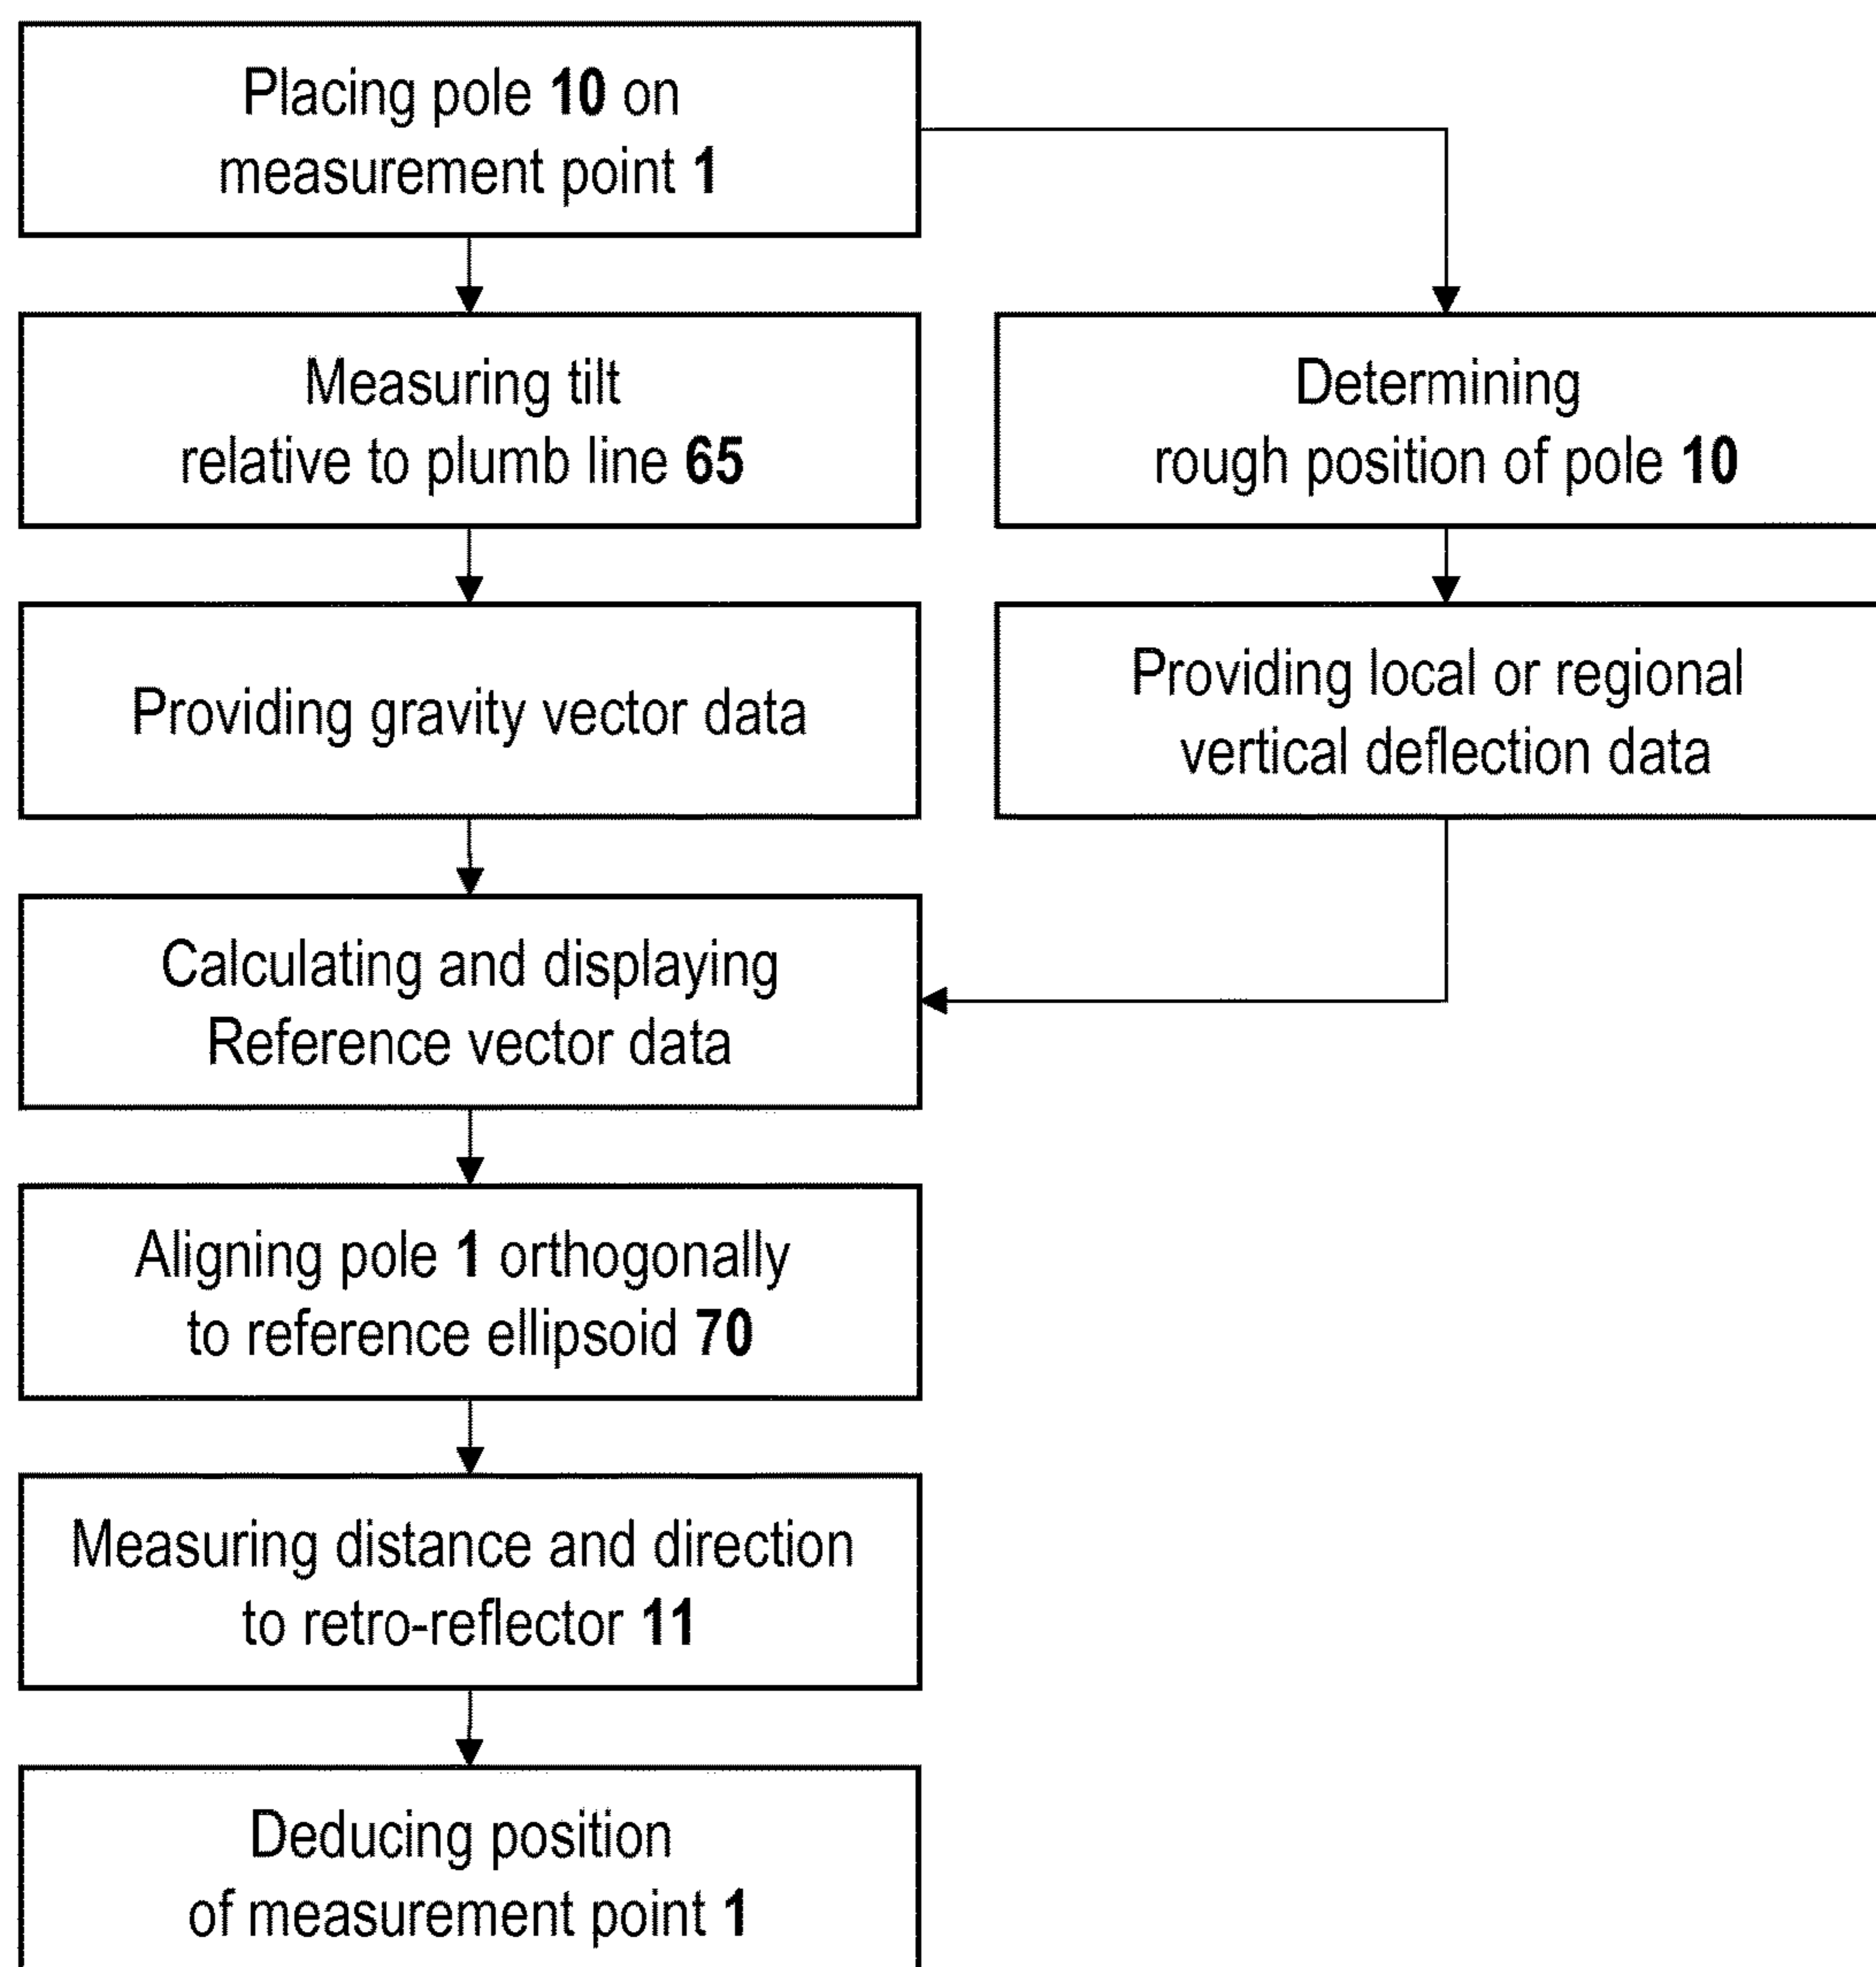 Placing pole 10 on
measurement point 1
Measuring tilt
relative to plumb line 65
Determining
rough position of pole 10
Providing gravity vector data
Providing local or regional
vertical deflection data
Calculating and displaying
Reference vector data
Aligning pole 1 orthogonally
to reference ellipsoid 70
Measuring distance and direction
to retro-reflector 11
Deducing position
of measurement point 1